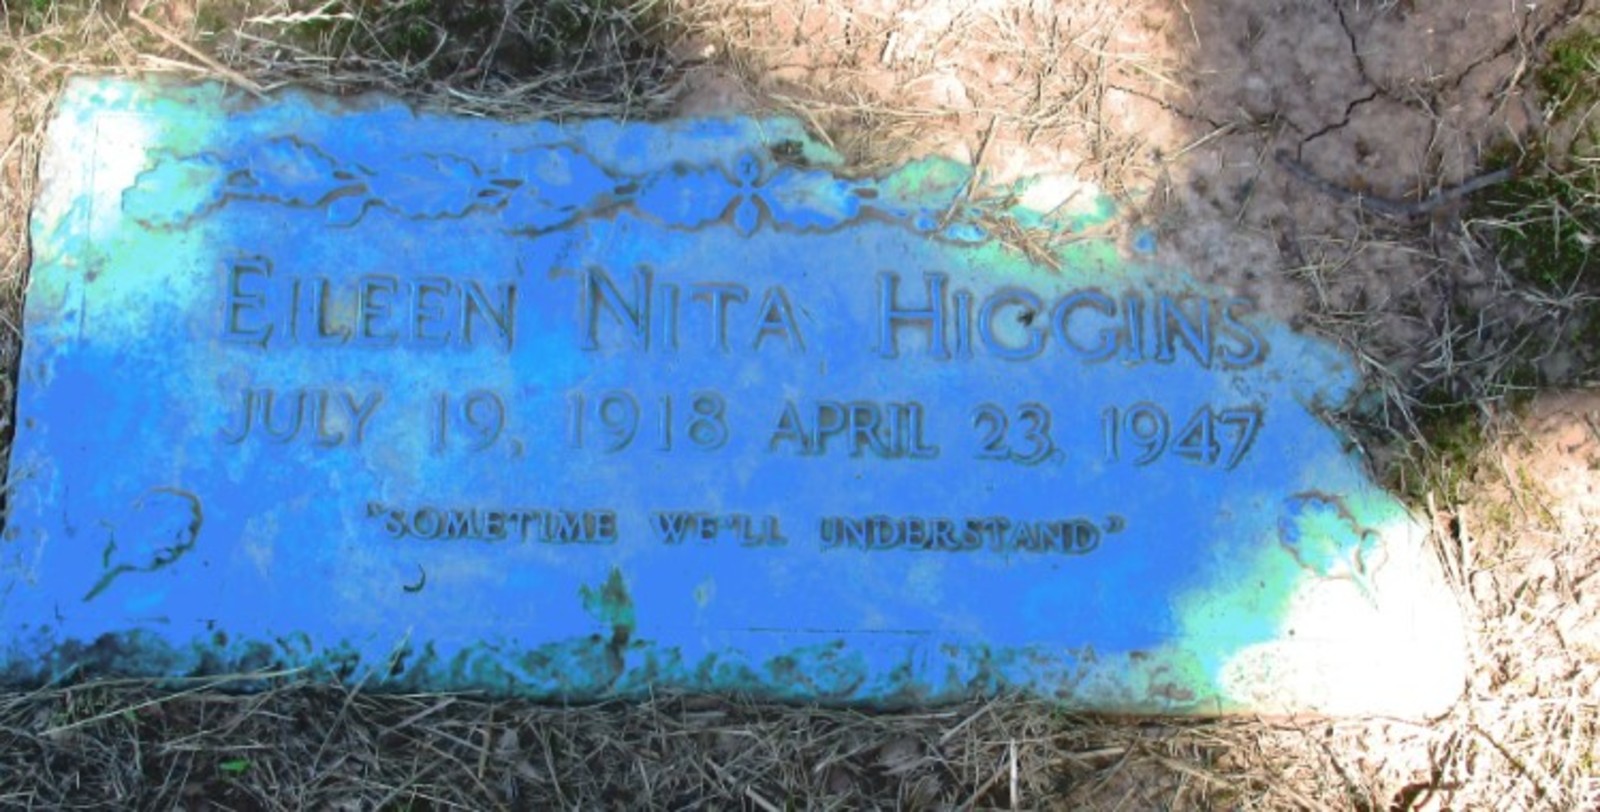 EILEEN NITA HIGGINS
JULY 19, 1918 APRIL 23, 1947
"SOMETIME WE'LL UNDERSTAND"